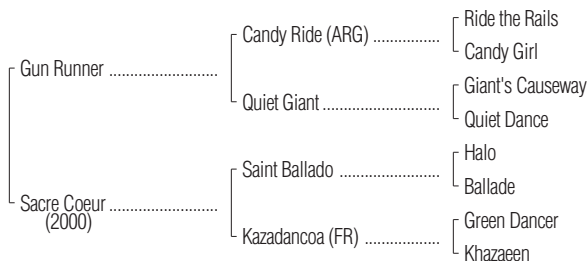 Ride the Rails
Candy Ride (ARG) ..................
Candy Girl
Gun Runner ........................
Giant's Causeway
Quiet Giant ..........................
Quiet Dance
Halo
Saint Ballado ........................
Ballade
Sacre Coeur ........................
(2000)
Green Dancer
Kazadancoa (FR) ..................
Khazaeen